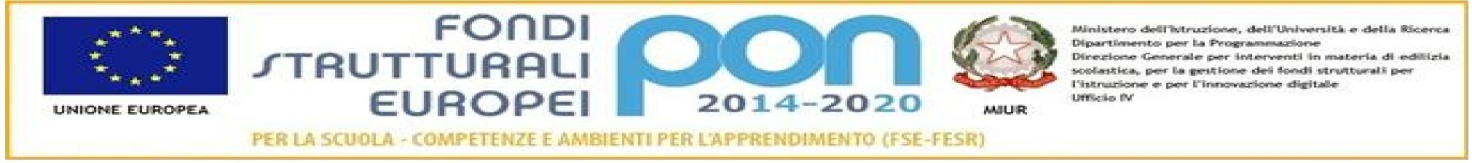 UNIONE EUROPEA
FONDI
STRUTTURALI
EUROPEI
pon
2014-2020
MIUR
Ministero dell'Istruzione, dell'Università e della Ricerca
Dipartimento per la Programmazione
Direzione Generale per interventi in materia di edilizia
scolastica, per la gestione dei fondi strutturali per
l'istruzione e per l'innovazione digitale
Ufficio IV
PER LA SCUOLA - COMPETENZE E AMBIENTI PER L'APPRENDIMENTO (FSE-FESR)